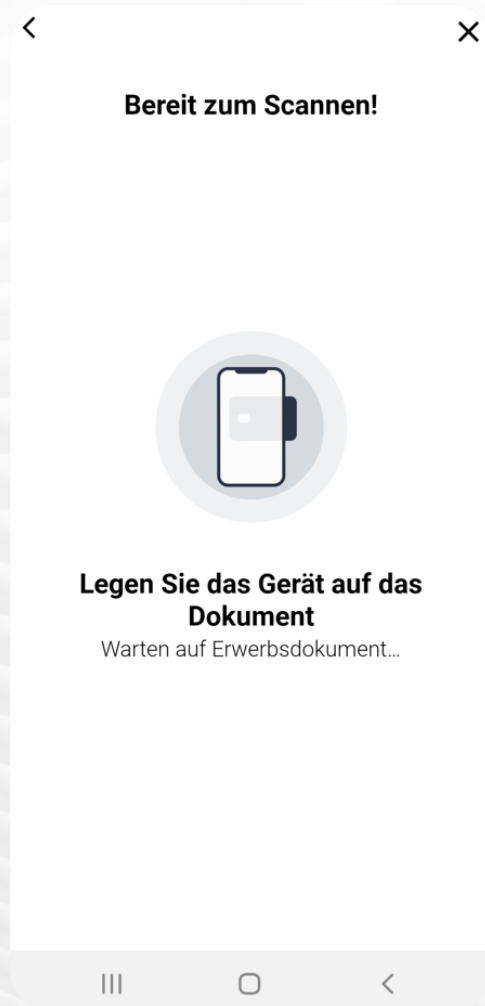 Bereit zum Scannen!
Legen Sie das Gerät auf das
Dokument
Warten auf Erwerbsdokument...